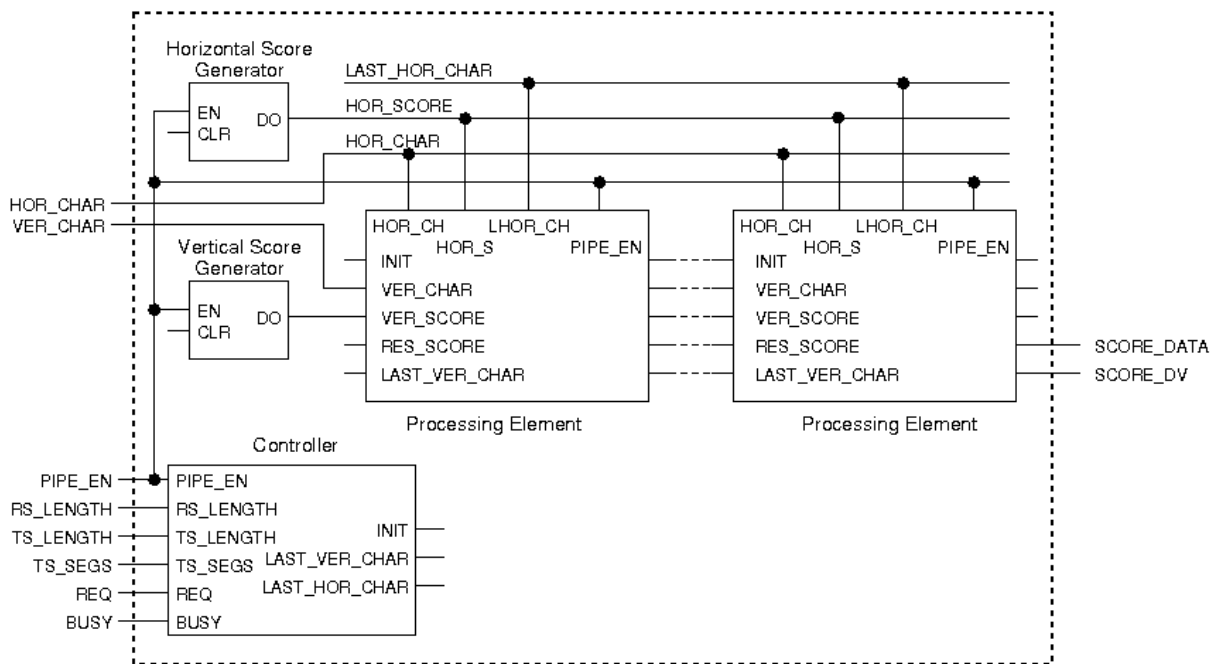 Horizontal Score
Generator
EN
DO
CLR
LAST_HOR_CHAR
HOR_SCORE
HOR_CHAR
HOR_CHAR
VER_CHAR
Vertical Score
Generator
EN
DO
CLR
HOR_CH
LHOR_CH
HOR_S
PIPE_EN
INIT
VER_CHAR
VER_SCORE
RES_SCORE
LAST_VER_CHAR
Processing Element
HOR_CH
LHOR_CH
HOR_S
PIPE_EN
INIT
VER_CHAR
VER_SCORE
RES_SCORE
LAST_VER_CHAR
Processing Element
SCORE_DATA
SCORE_DV
Controller
PIPE_EN
RS_LENGTH
TS_LENGTH
TS_SEGS
REQ
BUSY
PIPE_EN
RS_LENGTH
TS_LENGTH
TS_SEGS
REQ
BUSY
INIT
LAST_VER_CHAR
LAST_HOR_CHAR